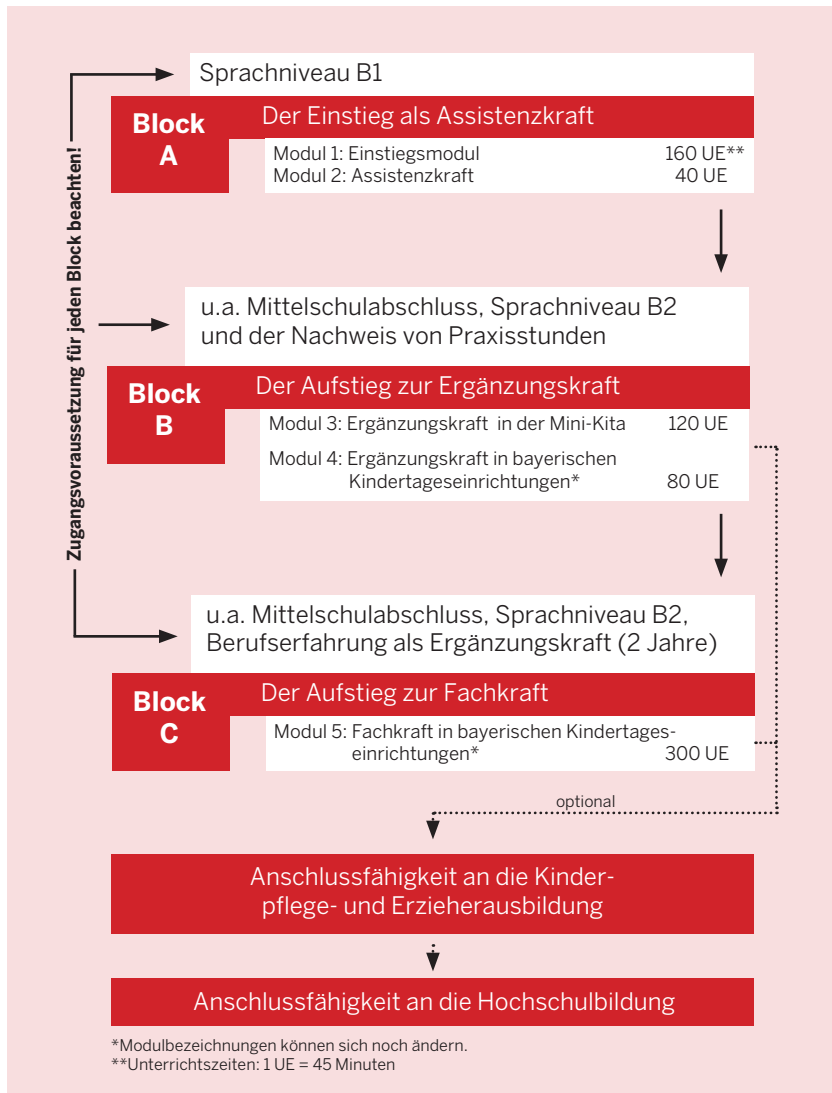 Zugangsvoraussetzung für jeden Block beachten!
Sprachniveau B1
Block
A
Der Einstieg als Assistenzkraft
Modul 1: Einstiegsmodul 160 UE**
Modul 2: Assistenzkraft 40 UE
u.a. Mittelschulabschluss, Sprachniveau B2
und der Nachweis von Praxisstunden
Block
B
Der Aufstieg zur Ergänzungskraft
Modul 3: Ergänzungskraft in der Mini-Kita 120 UE
Modul 4: Ergänzungskraft in bayerischen
Kindertageseinrichtungen* 80 UE
u.a. Mittelschulabschluss, Sprachniveau B2,
Berufserfahrung als Ergänzungskraft (2 Jahre)
Block
C
Der Aufstieg zur Fachkraft
Modul 5: Fachkraft in bayerischen Kindertages-
einrichtungen* 300 UE
optional
Anschlussfähigkeit an die Kinder-
pflege- und Erzieherausbildung
Anschlussfähigkeit an die Hochschulbildung
*Modulbezeichnungen können sich noch ändern.
**Unterrichtszeiten: 1 UE = 45 Minuten